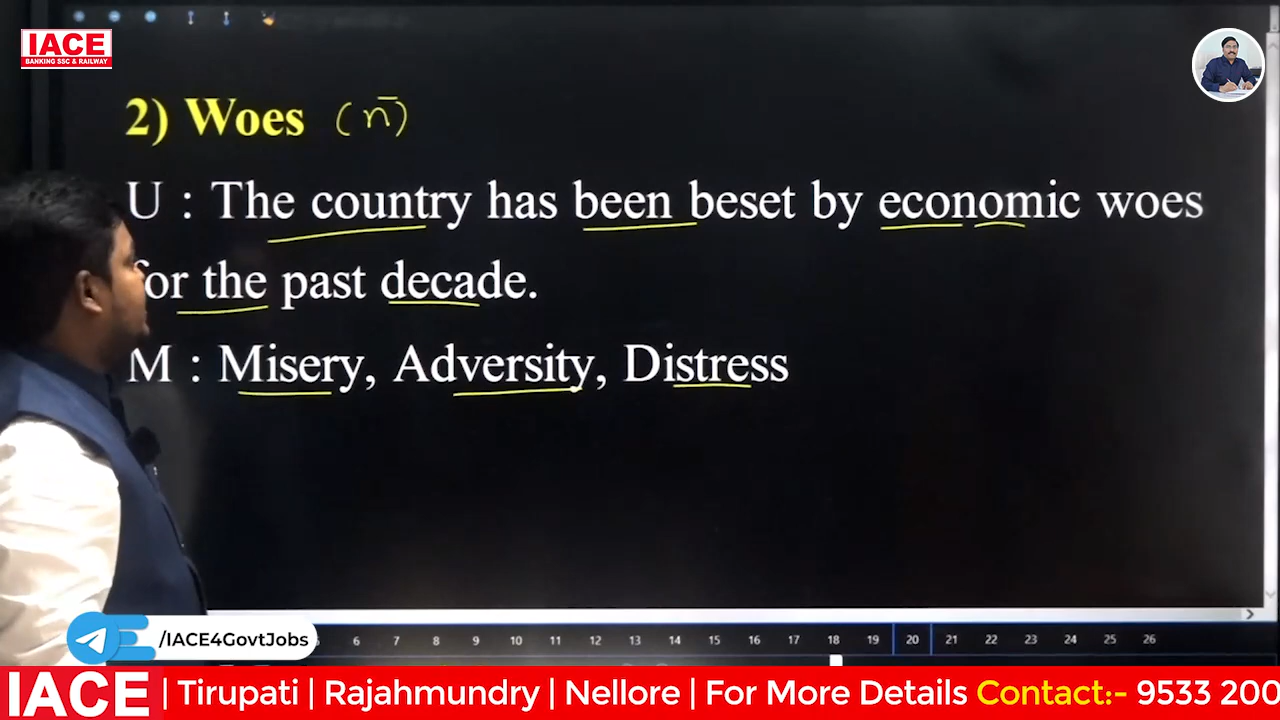 IACE
BANKING SSC & RAILWAY
2) Woes (n)
U : The country has been beset by economic woes
for the past decade.
M : Misery, Adversity, Distress
/IACE4GovtJobs
6 7 8 9 10 11 12 13 14 15 16 17 18 19 20 21 22 23 24 25 26
IACE | Tirupati | Rajahmundry | Nellore | For More Details Contact:- 9533 200